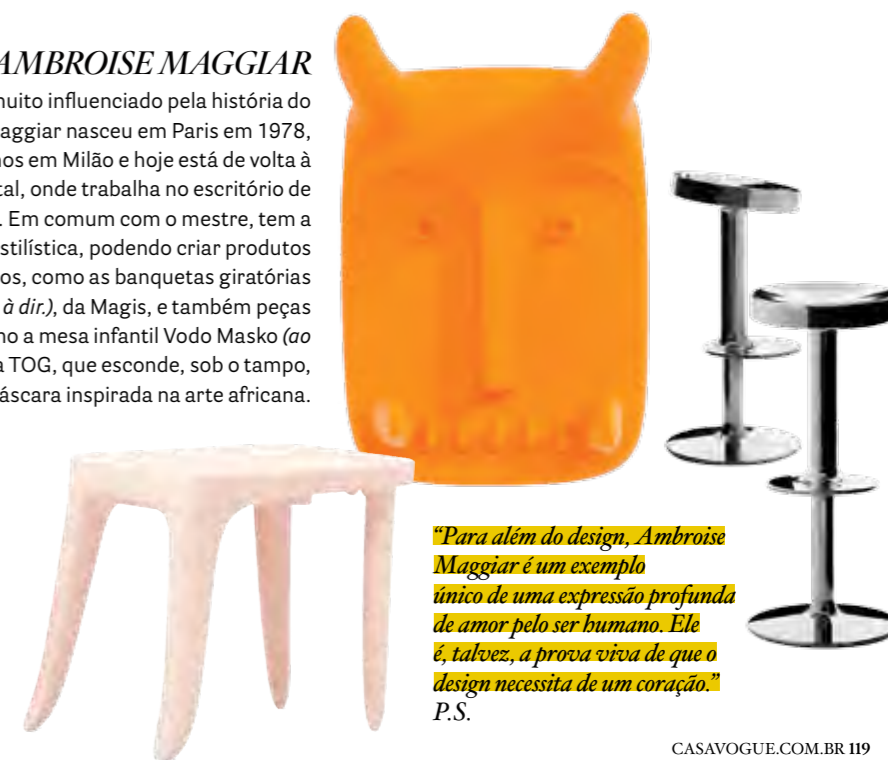 AMBROISE MAGGIAR
muito influenciado pela história do
aggiar nasceu em Paris em 1978,
nos em Milão e hoje está de volta à
tal, onde trabalha no escritório de
. Em comum com o mestre, tem a
stilística, podendo criar produtos
os, como as banquetas giratórias
à dir.), da Magis, e também peças
no a mesa infantil Vodo Masko (ao
a TOG, que esconde, sob o tampo,
áscara inspirada na arte africana.
“Para além do design, Ambroise
Maggiar é um exemplo
único de uma expressão profunda
de amor pelo ser humano. Ele
é, talvez, a prova viva de que o
design necessita de um coração.”
P.S.
CASAVOGUE.COM.BR 119